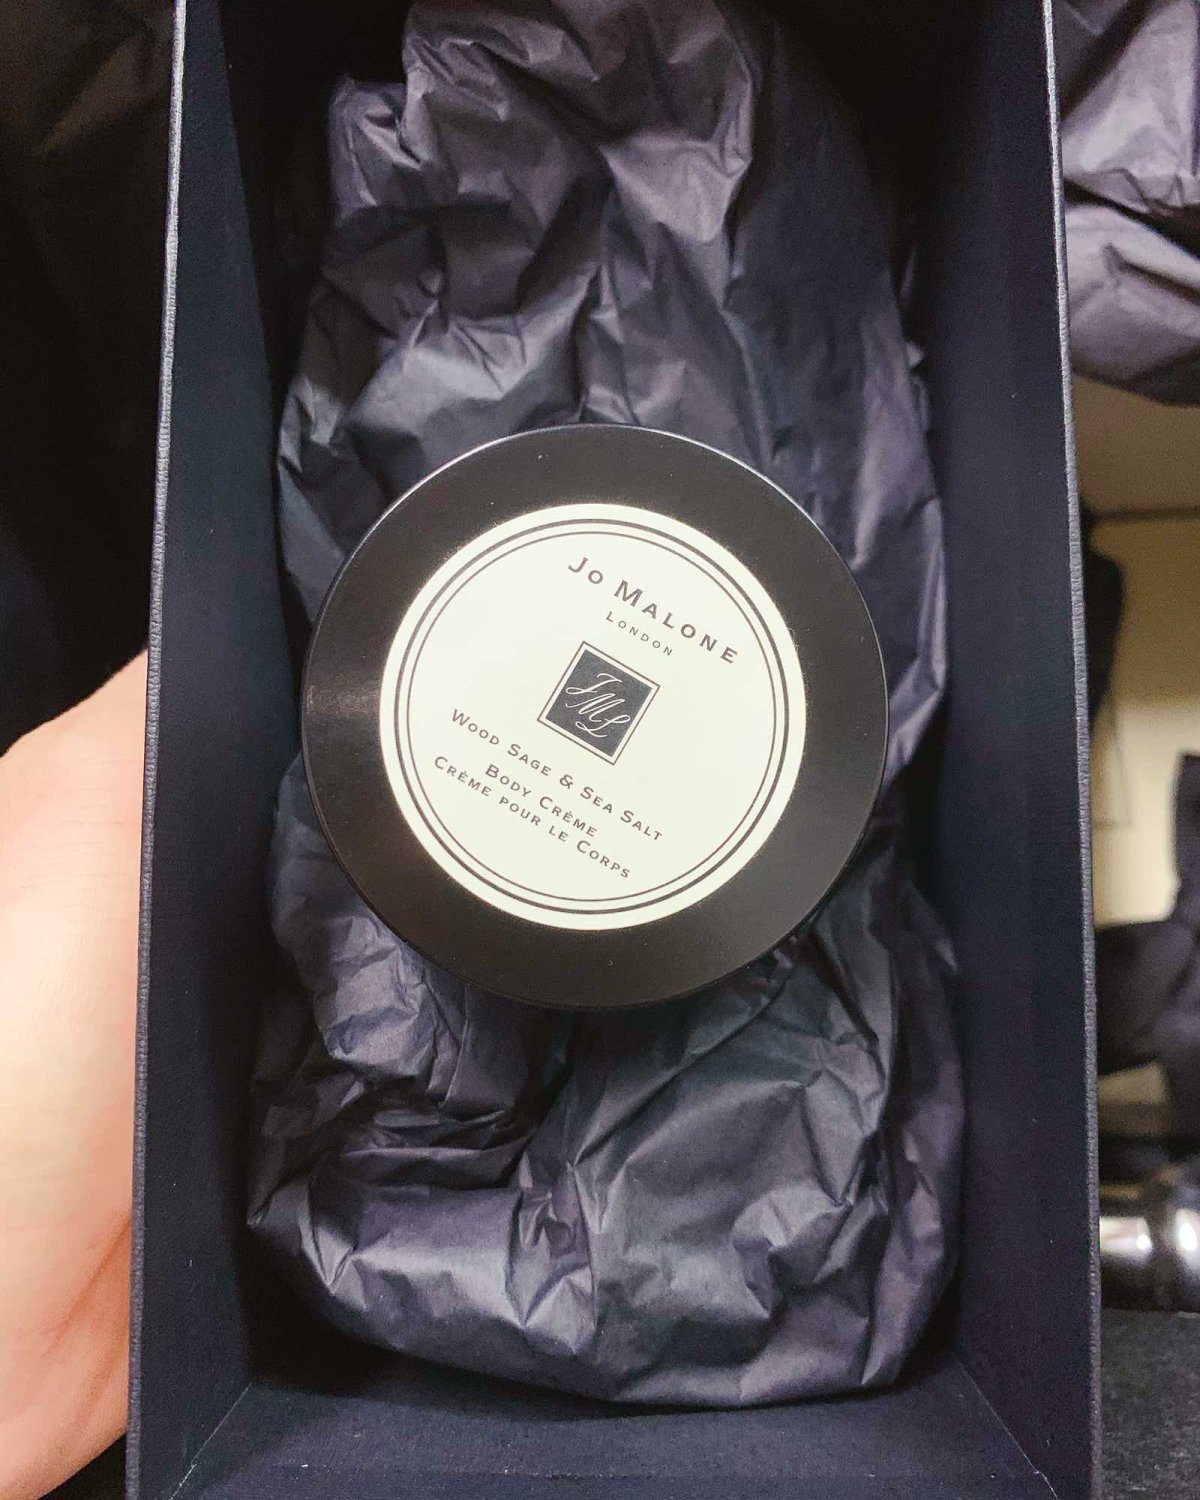 Jo Malone
London
JML
Wood Sage & Sea Salt
Body Crème
Crème pour le Corps